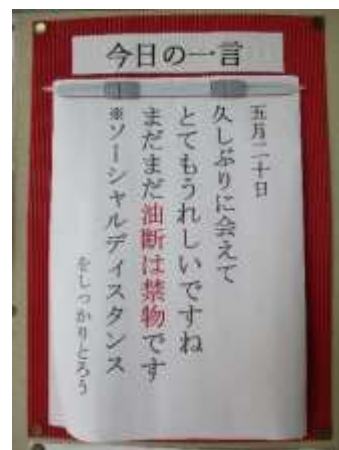 今日の一言
五月二十日
久しぶりに会えて
とてもうれしいですね
まだまだ油断は禁物です
※ソーシャルディスタンス
をしっかりとろう